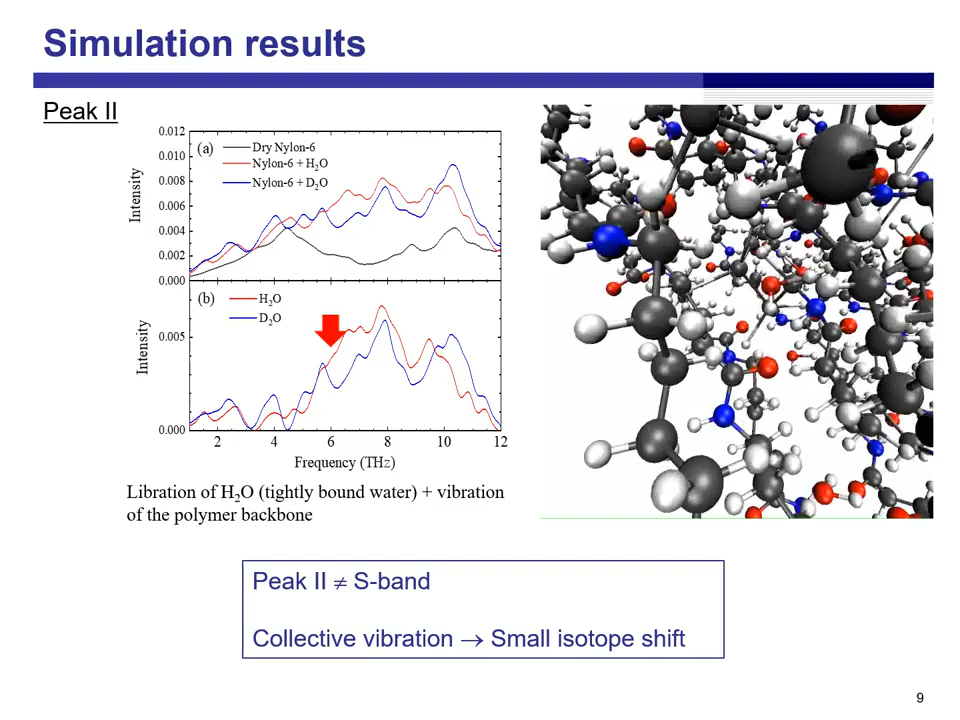 Simulation results
Peak II
0.012
0.010
0.008
0.006
0.004
0.002
0.000
Intensity
(a)
Dry Nylon-6
Nylon-6 + H₂O
Nylon-6 + D₂O
(b)
H₂O
D₂O
0.005
0.000
Intensity
2 4 6 8 10 12
Frequency (THz)
Libration of H₂O (tightly bound water) + vibration
of the polymer backbone
Peak II ≠ S-band
Collective vibration → Small isotope shift
9